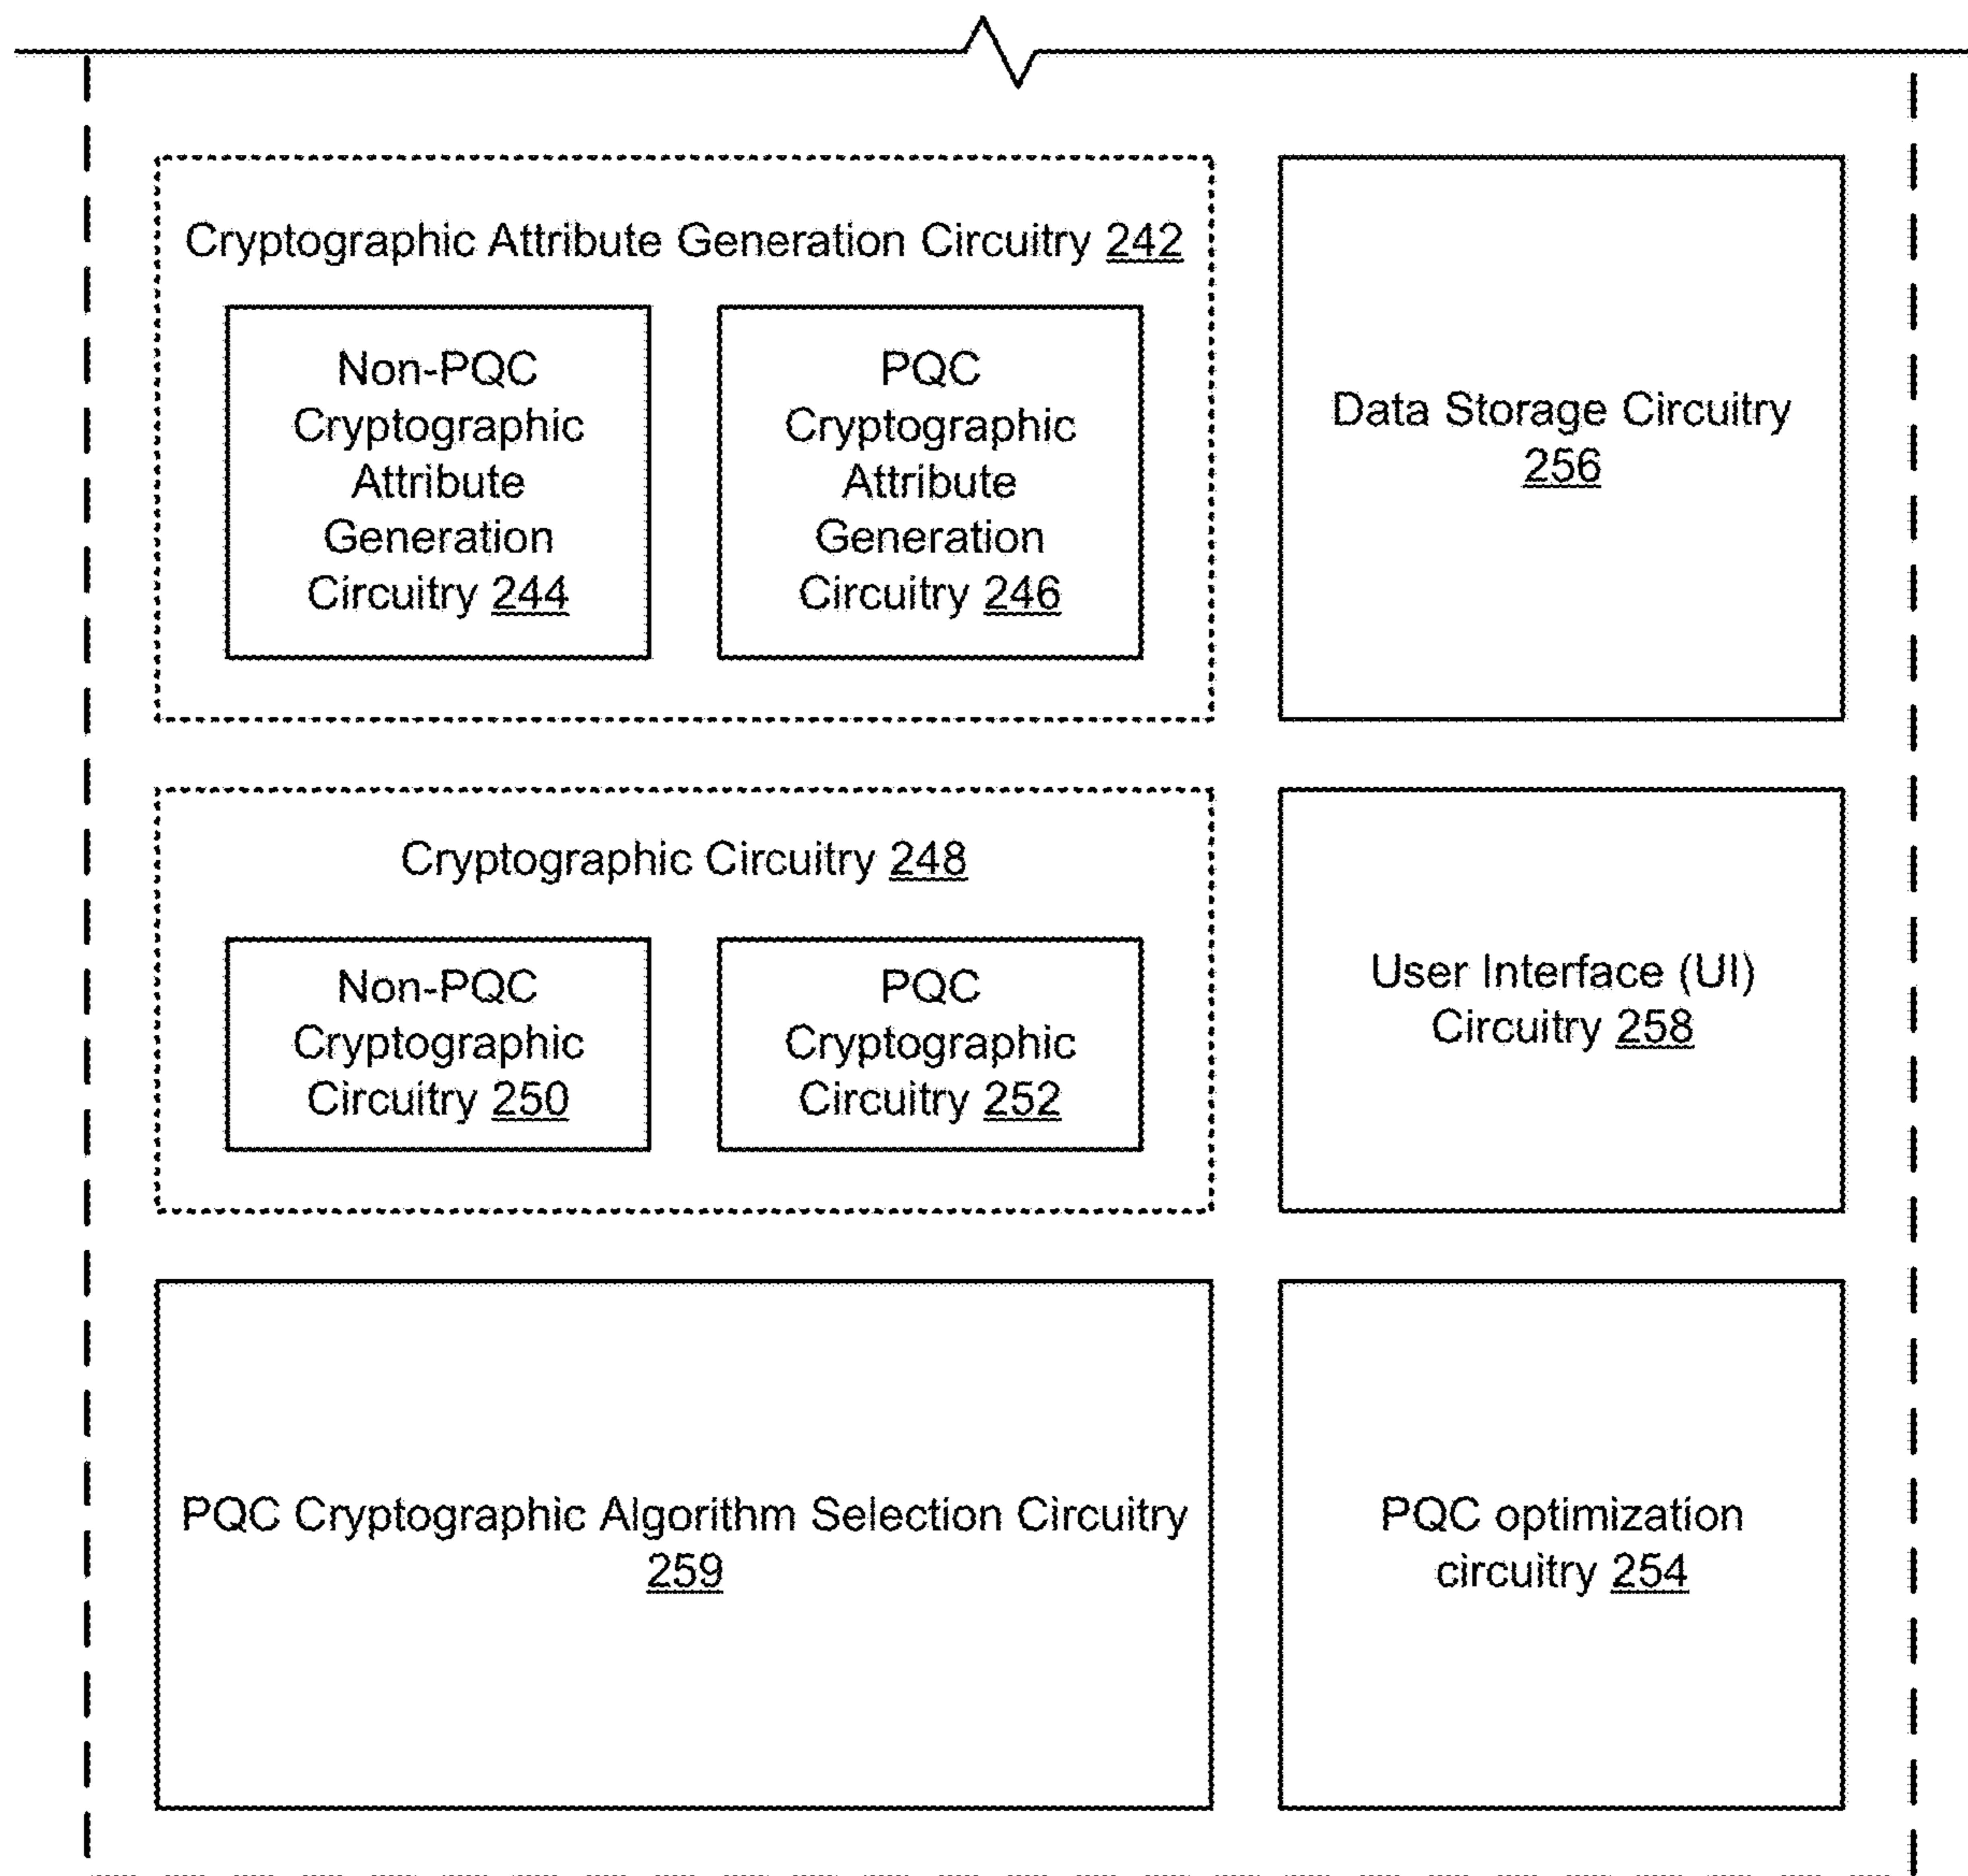 Cryptographic Attribute Generation Circuitry 242
Non-PQC
Cryptographic
Attribute
Generation
Circuitry 244
PQC
Cryptographic
Attribute
Generation
Circuitry 246
Data Storage Circuitry
256
Cryptographic Circuitry 248
Non-PQC
Cryptographic
Circuitry 250
PQC
Cryptographic
Circuitry 252
User Interface (UI)
Circuitry 258
PQC Cryptographic Algorithm Selection Circuitry
259
PQC optimization
circuitry 254